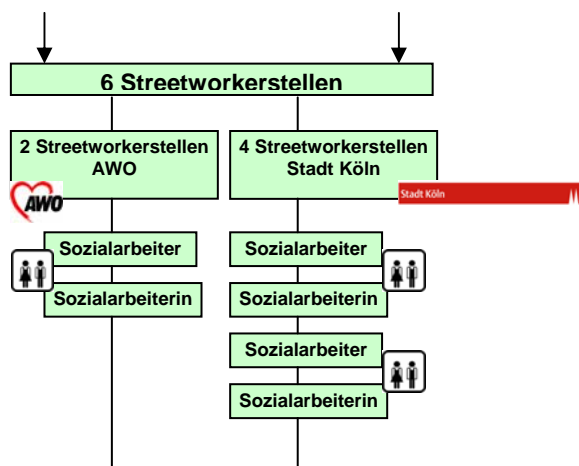 6 Streetworkerstellen
2 Streetworkerstellen
AWO
4 Streetworkerstellen
Stadt Köln
AWO
Stadt Köln
Sozialarbeiter
Sozialarbeiterin
Sozialarbeiter
Sozialarbeiterin
Sozialarbeiter
Sozialarbeiterin